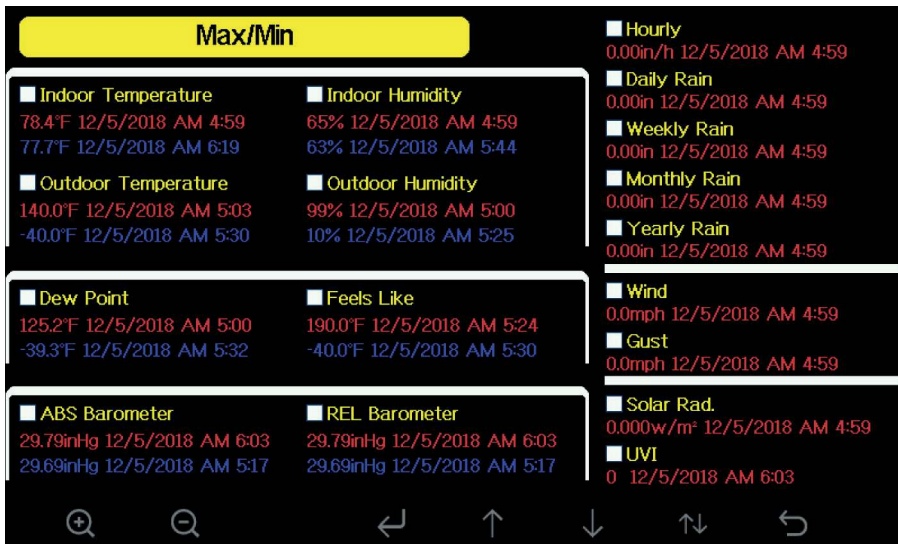 Max/Min
Indoor Temperature
78.4°F 12/5/2018 AM 4:59
77.7°F 12/5/2018 AM 6:19
Indoor Humidity
65% 12/5/2018 AM 4:59
63% 12/5/2018 AM 5:44
Outdoor Temperature
140.0°F 12/5/2018 AM 5:03
-40.0°F 12/5/2018 AM 5:30
Outdoor Humidity
99% 12/5/2018 AM 5:00
10% 12/5/2018 AM 5:25
Dew Point
125.2°F 12/5/2018 AM 5:00
-39.3°F 12/5/2018 AM 5:32
Feels Like
190.0°F 12/5/2018 AM 5:24
-40.0°F 12/5/2018 AM 5:30
ABS Barometer
29.79inHg 12/5/2018 AM 6:03
29.69inHg 12/5/2018 AM 5:17
REL Barometer
29.79inHg 12/5/2018 AM 6:03
29.69inHg 12/5/2018 AM 5:17
Hourly
0.00in/h 12/5/2018 AM 4:59
Daily Rain
0.00in 12/5/2018 AM 4:59
Weekly Rain
0.00in 12/5/2018 AM 4:59
Monthly Rain
0.00in 12/5/2018 AM 4:59
Yearly Rain
0.00in 12/5/2018 AM 4:59
Wind
0.0mph 12/5/2018 AM 4:59
Gust
0.0mph 12/5/2018 AM 4:59
Solar Rad.
0.000w/m² 12/5/2018 AM 4:59
UVI
0 12/5/2018 AM 6:03